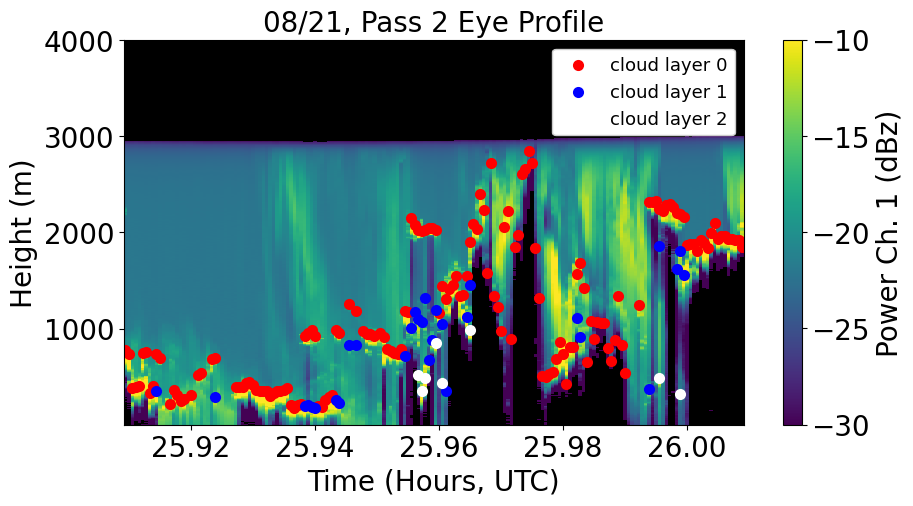 08/21, Pass 2 Eye Profile
4000
3000
2000
1000
Height (m)
cloud layer 0
cloud layer 1
cloud layer 2
25.92
25.94
25.96
25.98
26.00
Time (Hours, UTC)
−10
−15
−20
−25
−30
Power Ch. 1 (dBz)